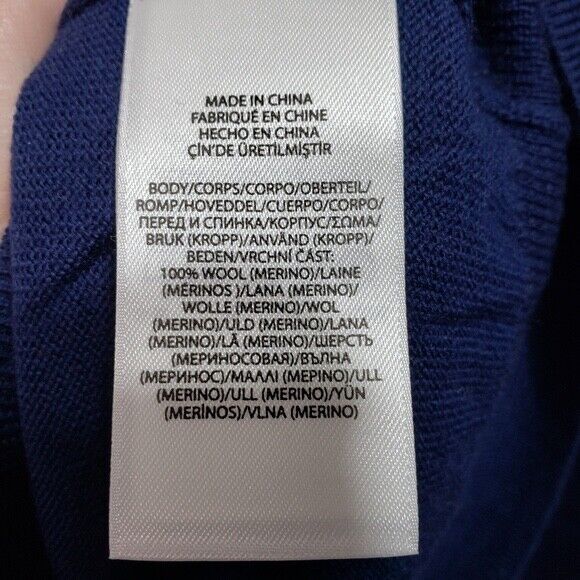 MADE IN CHINA
FABRIQUÉ EN CHINE
HECHO EN CHINA
ÇİN'DE ÜRETİLMİŞTİR
BODY/CORPS/CORPO/OBERTEIL/
ROMP/HOVEDDEL/CUERPO/CORPO/
ПЕРЕД И СПИНКА/КОРПУС/ΣΩΜΑ/
BRUK (KROPP)/ANVÄND (KROPP)/
BEDEN/VRCHNÍ ČÁST:
100% WOOL (MERINO)/LAINE
(MÉRINOS )/LANA (MERINO)/
WOLLE (MERINO)/WOL
(MERINO)/ULD (MERINO)/LANA
(MERINO)/LÃ (MERINO)/ШЕРСТЬ
(МЕРИНОСОВАЯ)/ВЪЛНА
(МЕРИНОС)/ΜΑΛΛΙ (ΜΕΡΙΝΟ)/ULL
(MERINO)/ULL (MERINO)/YÜN
(MERİNOS)/VLNA (MERINO)